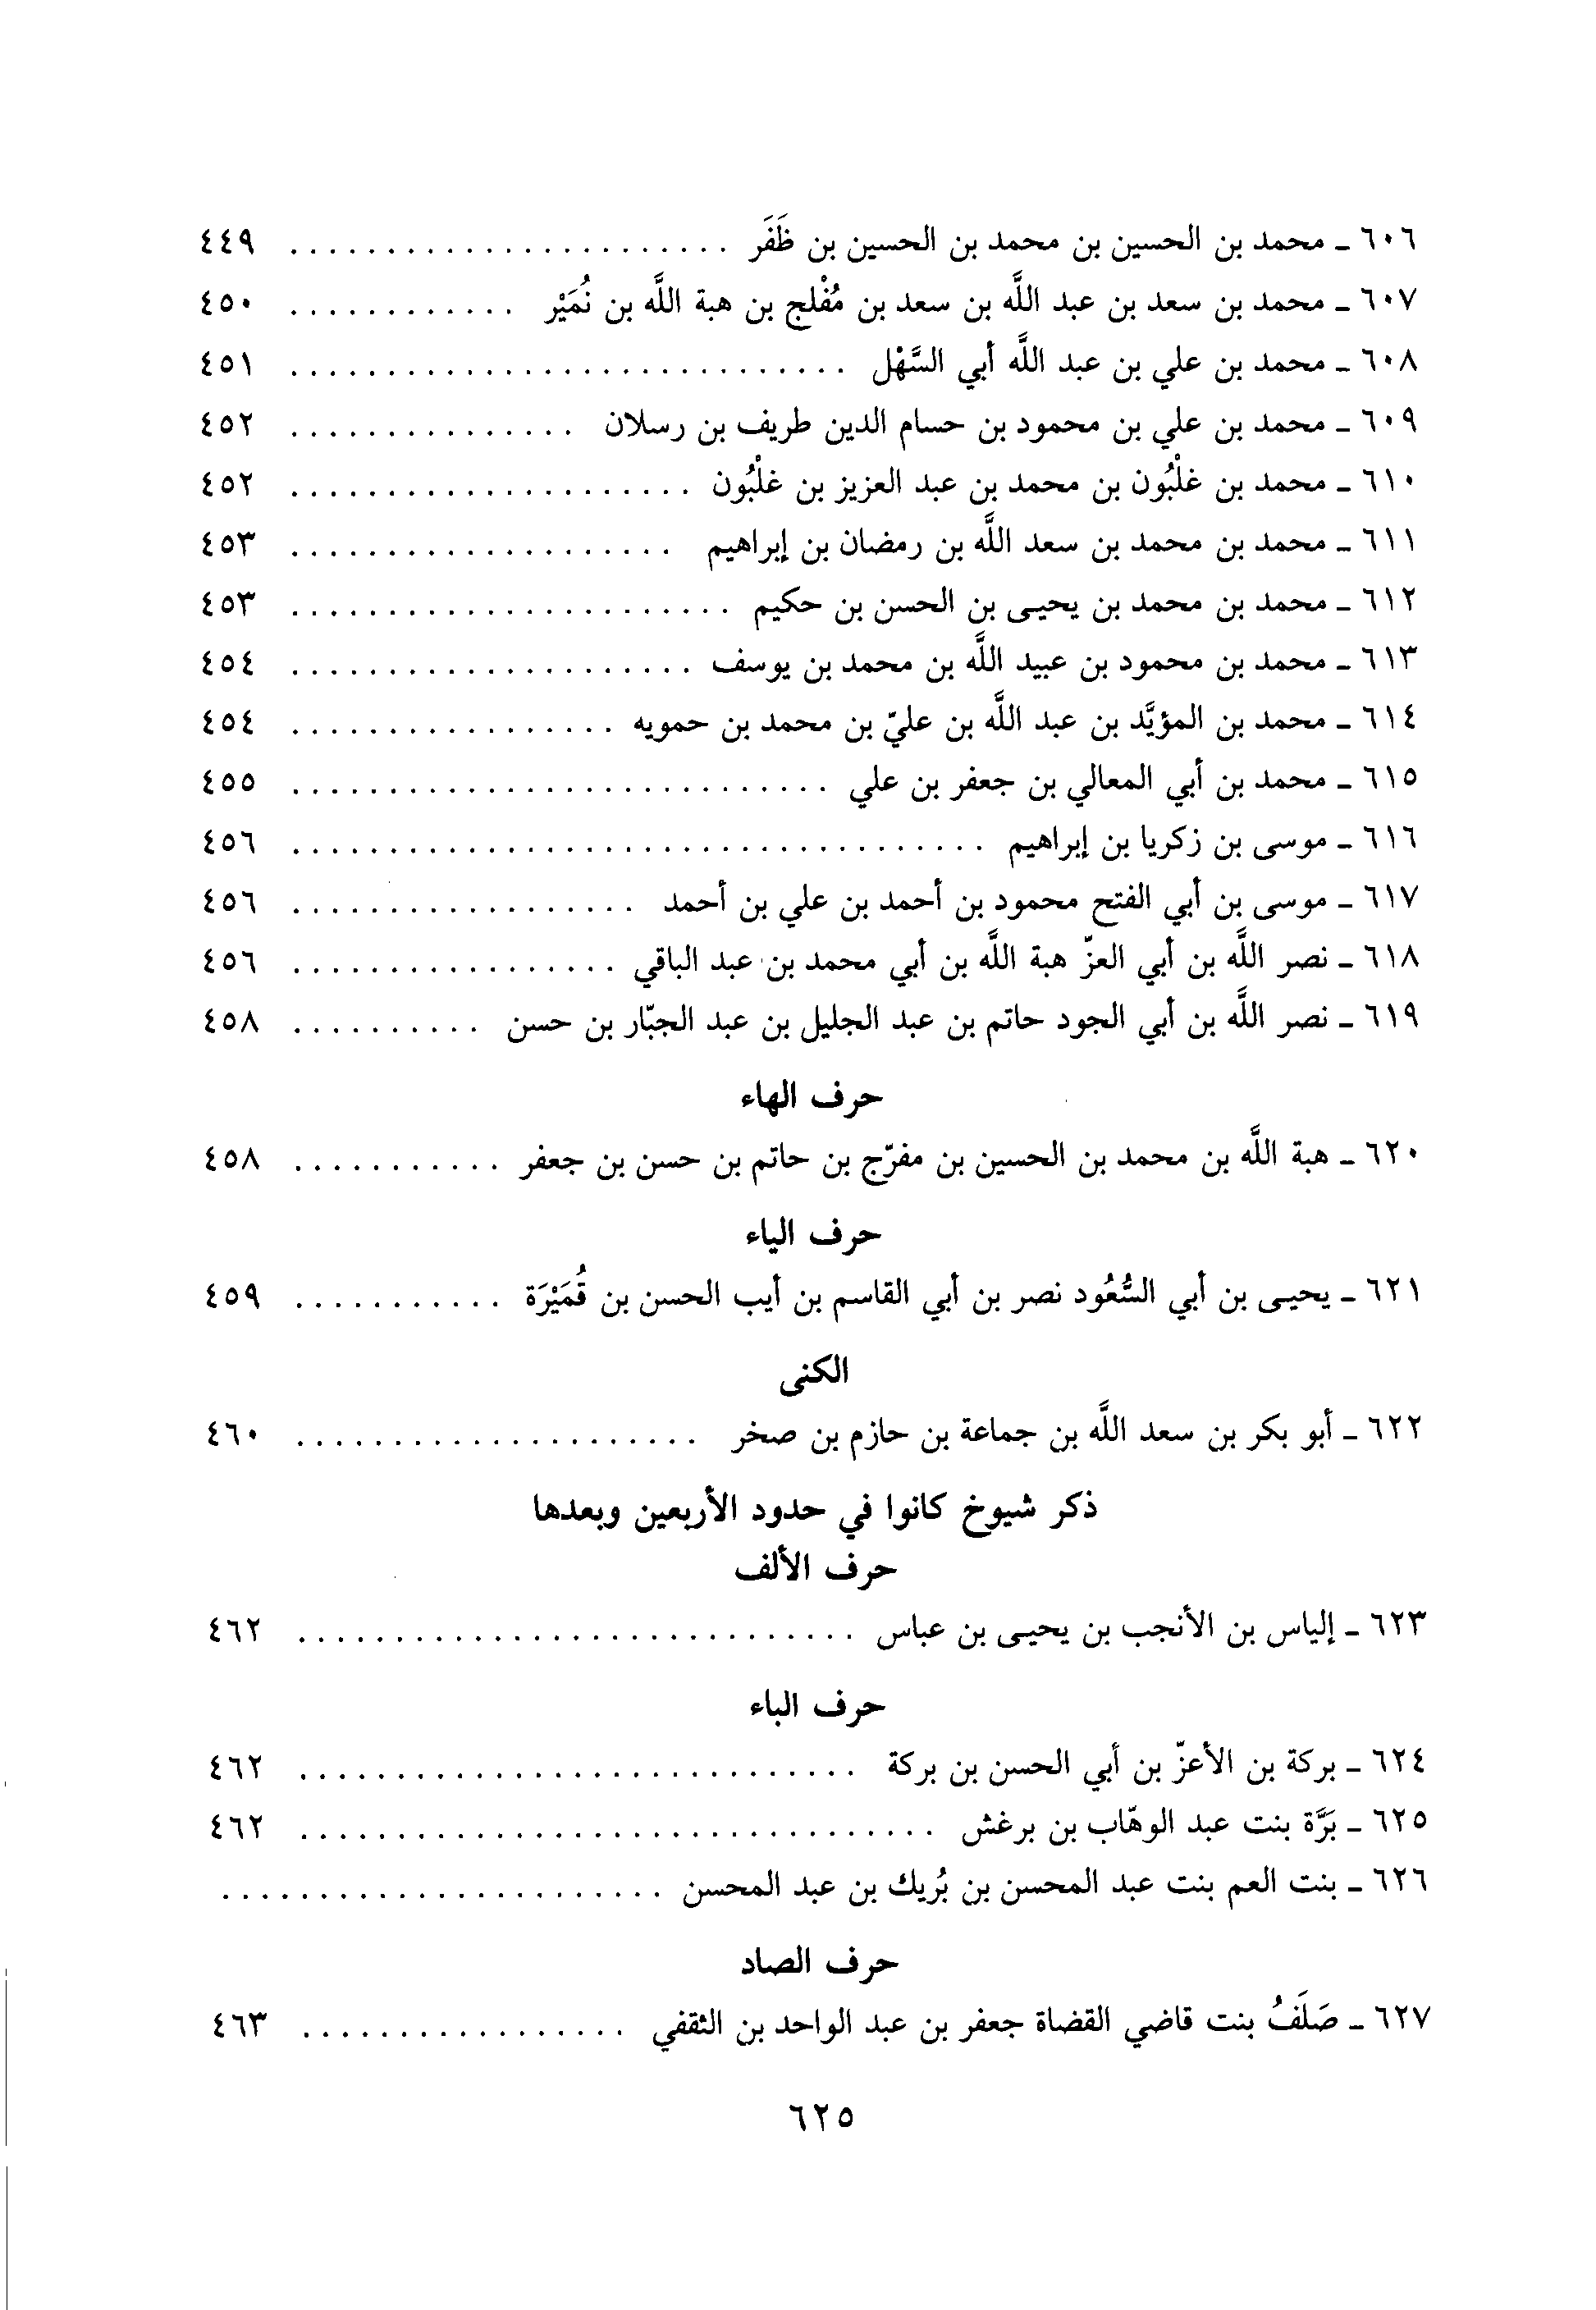 ٦٠٦ ـ محمد بن الحسين بن محمد بن الحسين بن ظَفَر . . . . . . . . . . . . . . . . . . . . . . . ٤٤٩
٦٠٧ ـ محمد بن سعد بن عبد اللَّه بن سعد بن مُفْلج بن هبة اللَّه بن نُمَيْر . . . . . . . . . . . . ٤٥٠
٦٠٨ ـ محمد بن علي بن عبد اللَّه أبي السَّهْل . . . . . . . . . . . . . . . . . . . . . . . . . . . . . ٤٥١
٦٠٩ ـ محمد بن علي بن محمود بن حسام الدين طريف بن رسلان . . . . . . . . . . . . . . . ٤٥٢
٦١٠ ـ محمد بن غلْبُون بن محمد بن عبد العزيز بن غلْبُون . . . . . . . . . . . . . . . . . . . . . ٤٥٢
٦١١ ـ محمد بن محمد بن سعد اللَّه بن رمضان بن إبراهيم . . . . . . . . . . . . . . . . . . . . ٤٥٣
٦١٢ ـ محمد بن محمد بن يحيـى بن الحسن بن حكيم . . . . . . . . . . . . . . . . . . . . . . . ٤٥٣
٦١٣ ـ محمد بن محمود بن عبيد اللَّه بن محمد بن يوسف . . . . . . . . . . . . . . . . . . . . . ٤٥٤
٦١٤ ـ محمد بن المؤيَّد بن عبد اللَّه بن عليّ بن محمد بن حمويه . . . . . . . . . . . . . . . . . ٤٥٤
٦١٥ ـ محمد بن أبي المعالي بن جعفر بن علي . . . . . . . . . . . . . . . . . . . . . . . . . . . . ٤٥٥
٦١٦ ـ موسى بن زكريا بن إبراهيم . . . . . . . . . . . . . . . . . . . . . . . . . . . . . . . . . . . . ٤٥٦
٦١٧ ـ موسى بن أبي الفتح محمود بن أحمد بن علي بن أحمد . . . . . . . . . . . . . . . . . . ٤٥٦
٦١٨ ـ نصر اللَّه بن أبي العزّ هبة اللَّه بن أبي محمد بن عبد الباقي . . . . . . . . . . . . . . . . . ٤٥٦
٦١٩ ـ نصر اللَّه بن أبي الجود حاتم بن عبد الجليل بن عبد الجبّار بن حسن . . . . . . . . . . ٤٥٨
حرف الهاء
٦٢٠ ـ هبة اللَّه بن محمد بن الحسين بن مفرّج بن حاتم بن حسن بن جعفر . . . . . . . . . . . ٤٥٨
حرف الياء
٦٢١ ـ يحيـى بن أبي السُّعُود نصر بن أبي القاسم بن أيب الحسن بن قُمَيْرَة . . . . . . . . . . . ٤٥٩
الكنى
٦٢٢ ـ أبو بكر بن سعد اللَّه بن جماعة بن حازم بن صخر . . . . . . . . . . . . . . . . . . . . . ٤٦٠
ذكر شيوخ كانوا في حدود الأربعين وبعدها
حرف الألف
٦٢٣ ـ إلياس بن الأنجب بن يحيـى بن عباس . . . . . . . . . . . . . . . . . . . . . . . . . . . . . ٤٦٢
حرف الباء
٦٢٤ ـ بركة بن الأعزّ بن أبي الحسن بن بركة . . . . . . . . . . . . . . . . . . . . . . . . . . . . . ٤٦٢
٦٢٥ ـ بَرَّة بنت عبد الوهّاب بن برغش . . . . . . . . . . . . . . . . . . . . . . . . . . . . . . . . . ٤٦٢
٦٢٦ ـ بنت العم بنت عبد المحسن بن بُريك بن عبد المحسن . . . . . . . . . . . . . . . . . . . . . . .
حرف الصاد
٦٢٧ ـ صَلَفُ بنت قاضي القضاة جعفر بن عبد الواحد بن الثقفي . . . . . . . . . . . . . . . . . ٤٦٣
٦٢٥